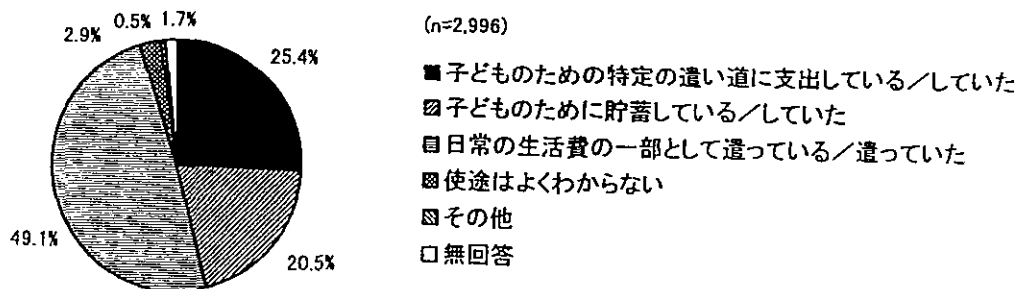 0.5% 1.7%
2.9%
25.4%
49.1%
20.5%
(n=2,996)
子どものための特定の遣い道に支出している／していた
子どものために貯蓄している／していた
日常の生活費の一部として遣っている／遣っていた
使途はよくわからない
その他
無回答